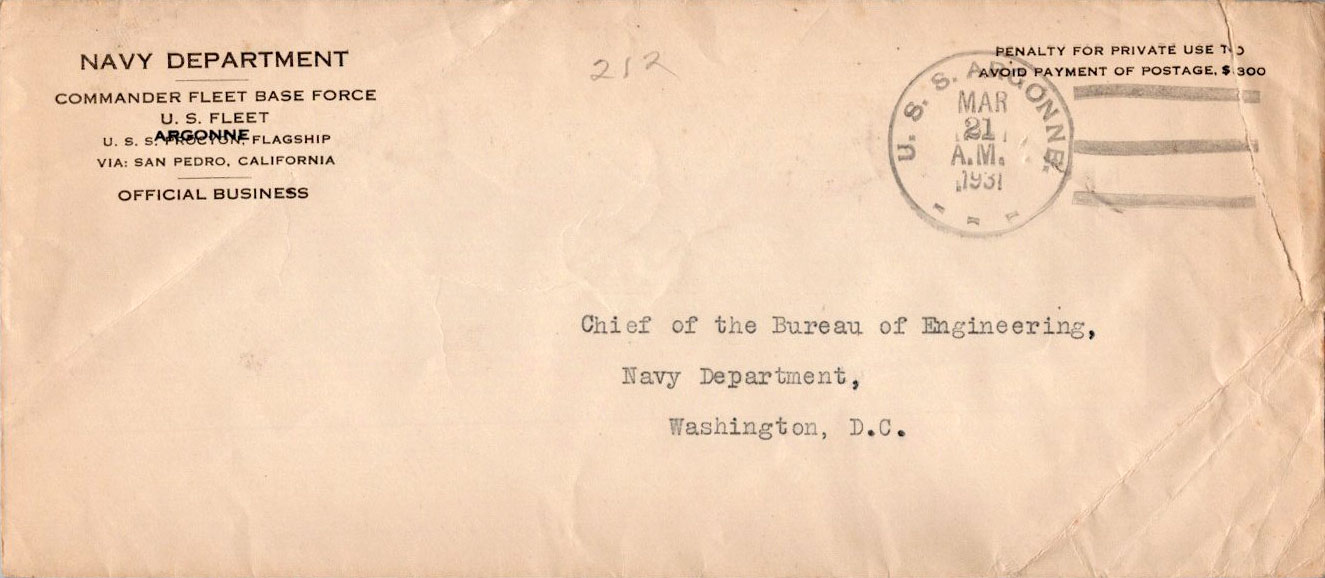 NAVY DEPARTMENT
COMMANDER FLEET BASE FORCE
U. S. FLEET
ARGONNE
U. S. S. PROCYON, FLAGSHIP
VIA: SAN PEDRO, CALIFORNIA
OFFICIAL BUSINESS
212
PENALTY FOR PRIVATE USE TO
AVOID PAYMENT OF POSTAGE, $300
U. S. S. ARGONNE.
MAR
21
A.M.
1931
Chief of the Bureau of Engineering,
Navy Department,
Washington, D.C.